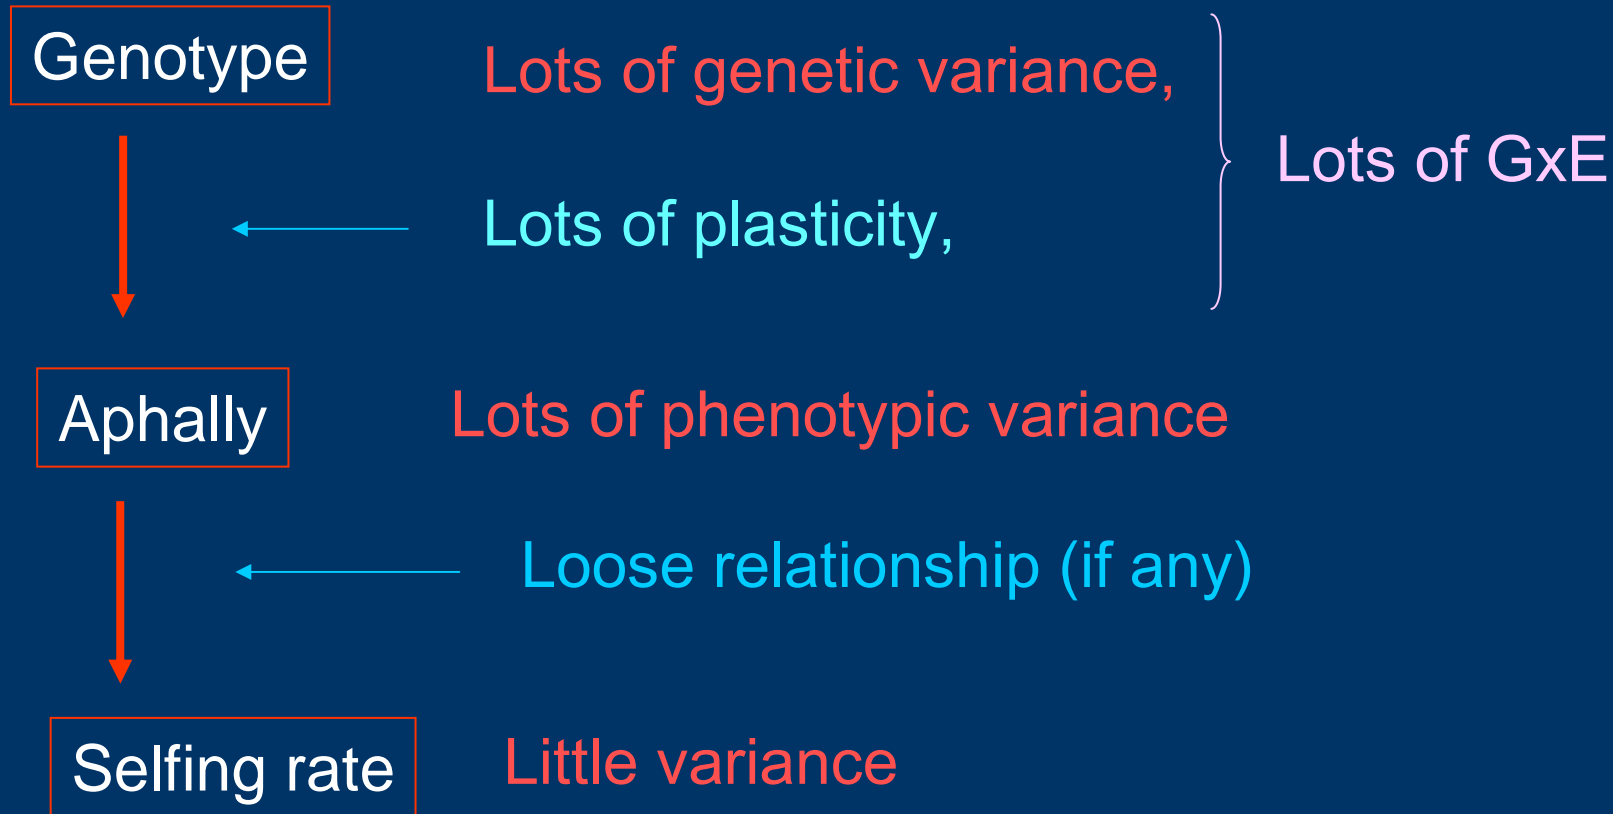 Genotype
Lots of genetic variance,
Lots of GxE
Lots of plasticity,
Aphally
Lots of phenotypic variance
Loose relationship (if any)
Selfing rate
Little variance